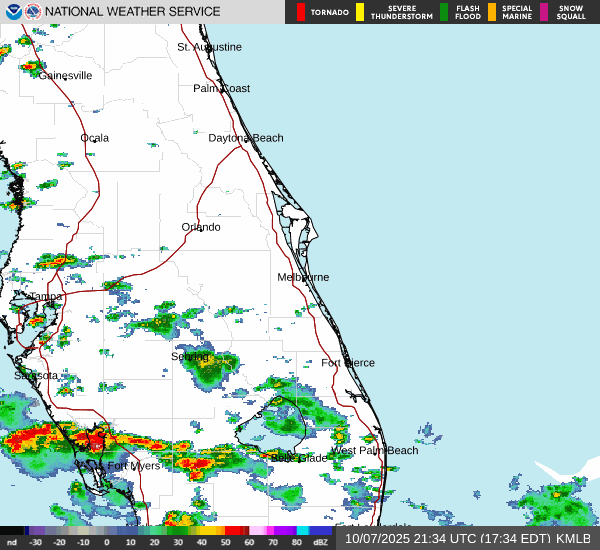 NATIONAL WEATHER SERVICE
TORNADO
SEVERE THUNDERSTORM
FLASH FLOOD
SPECIAL MARINE
SNOW SQUALL
St. Augustine
Gainesville
Palm Coast
Ocala
Daytona Beach
Orlando
Melbourne
Tampa
Sebring
Fort Pierce
Sarasota
West Palm Beach
Belle Glade
Fort Myers
nd -30 -20 -10 0 10 20 30 40 50 60 70 80 dBZ
10/07/2025 21:34 UTC (17:34 EDT) KMLB